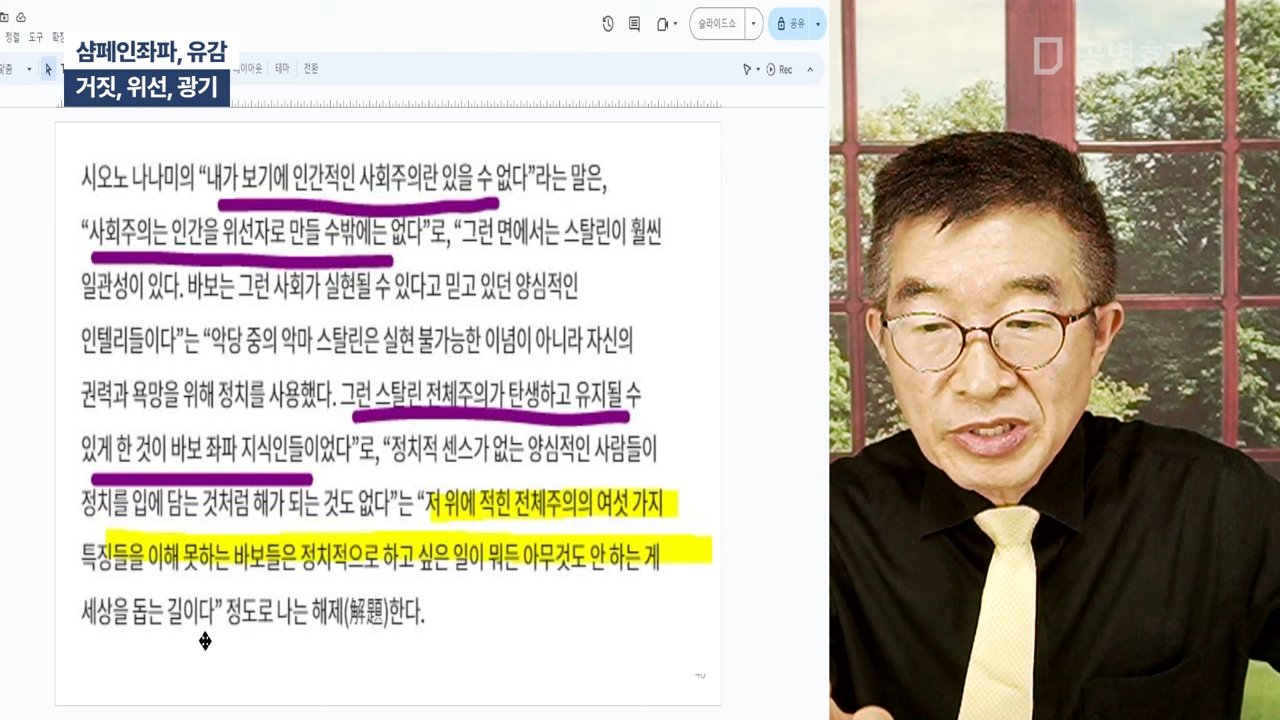 정렬 도구
슬라이드쇼
공유
샴페인좌파, 유감
거짓, 위선, 광기
테마 전환
Rec
공병호TV
시오노 나나미의 “내가 보기에 인간적인 사회주의란 있을 수 없다”라는 말은,
“사회주의는 인간을 위선자로 만들 수밖에는 없다”로, “그런 면에서는 스탈린이 훨씬
일관성이 있다. 바보는 그런 사회가 실현될 수 있다고 믿고 있던 양심적인
인텔리들이다”는 “악당 중의 악마 스탈린은 실현 불가능한 이념이 아니라 자신의
권력과 욕망을 위해 정치를 사용했다. 그런 스탈린 전체주의가 탄생하고 유지될 수
있게 한 것이 바보 좌파 지식인들이었다”로, “정치적 센스가 없는 양심적인 사람들이
정치를 입에 담는 것처럼 해가 되는 것도 없다”는 “저 위에 적힌 전체주의의 여섯 가지
특징들을 이해 못하는 바보들은 정치적으로 하고 싶은 일이 뭐든 아무것도 안 하는 게
세상을 돕는 길이다” 정도로 나는 해제(解題)한다.